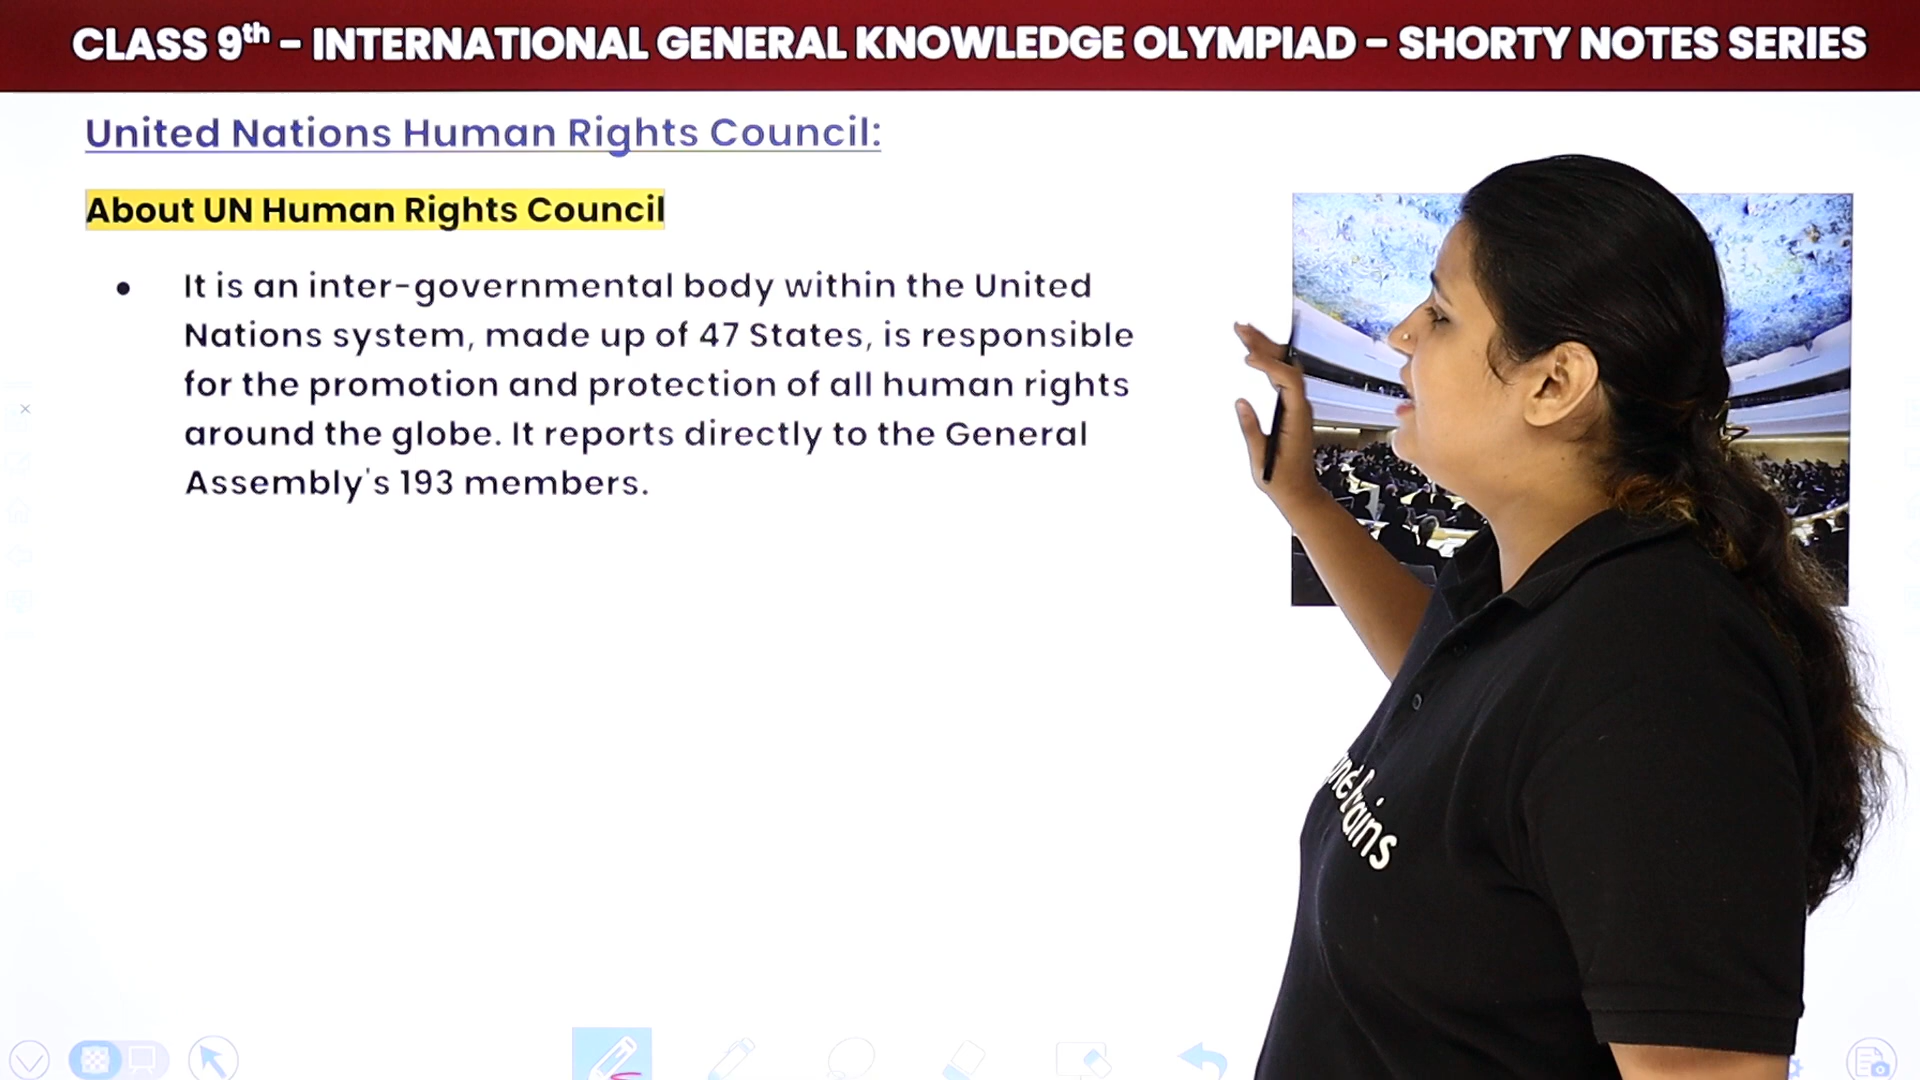 CLASS 9th - INTERNATIONAL GENERAL KNOWLEDGE OLYMPIAD - SHORTY NOTES SERIES
United Nations Human Rights Council:
About UN Human Rights Council
• It is an inter-governmental body within the United
Nations system, made up of 47 States, is responsible
for the promotion and protection of all human rights
around the globe. It reports directly to the General
Assembly's 193 members.